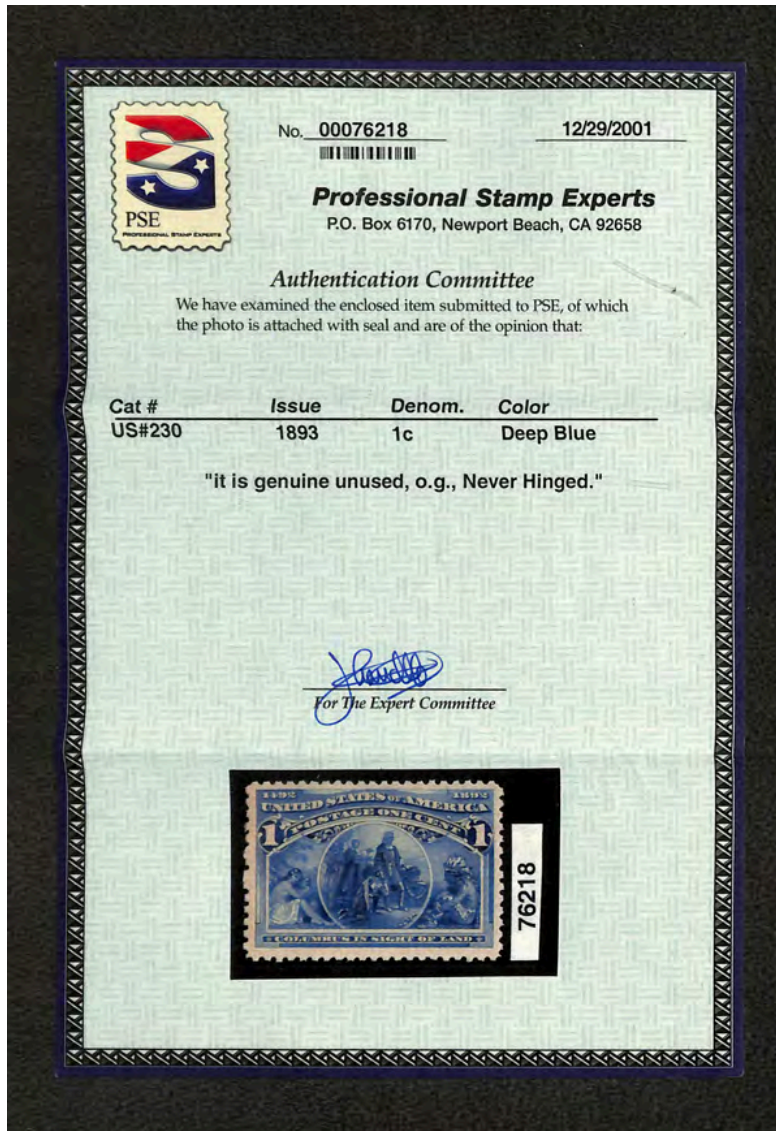 No. 00076218
12/29/2001
PSE
PROFESSIONAL STAMP EXPERTS
Professional Stamp Experts
P.O. Box 6170, Newport Beach, CA 92658
Authentication Committee
We have examined the enclosed item submitted to PSE, of which
the photo is attached with seal and are of the opinion that:
Cat # Issue Denom. Color
US#230 1893 1c Deep Blue
"it is genuine unused, o.g., Never Hinged."
For The Expert Committee
1492 1892
UNITED STATES OF AMERICA
1 POSTAGE ONE CENT 1
COLUMBUS IN SIGHT OF LAND
76218